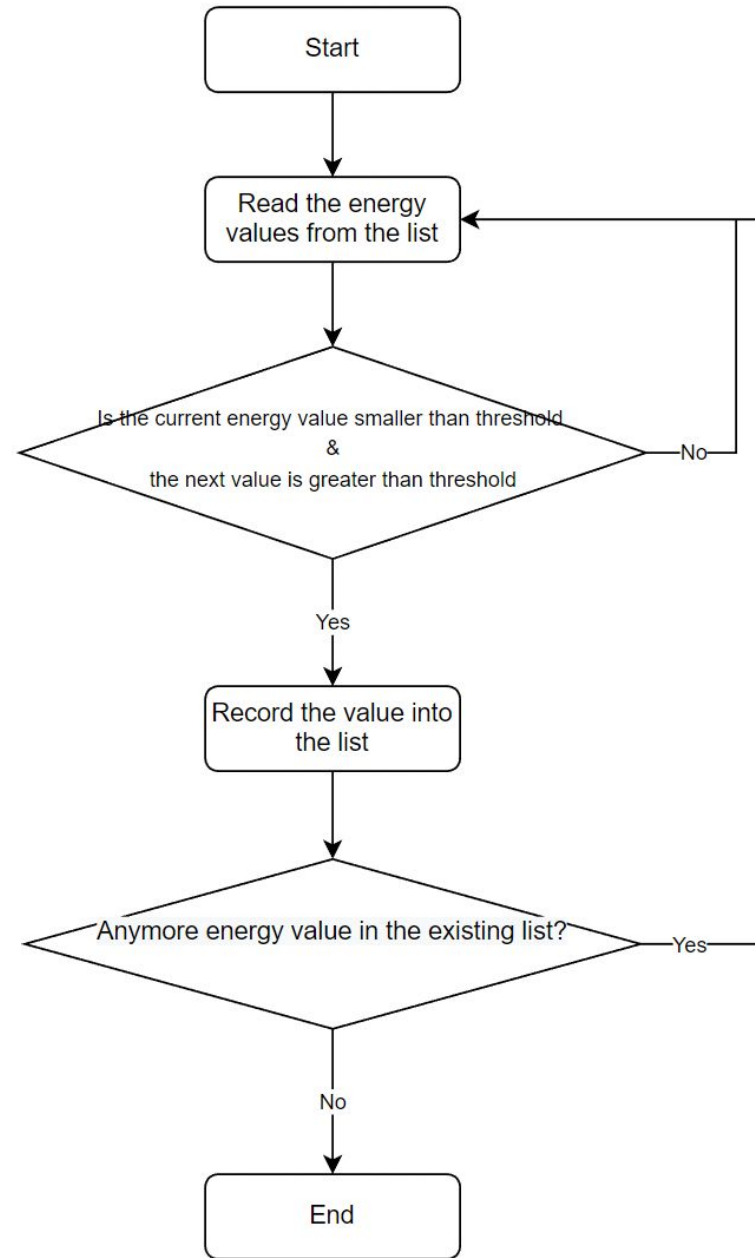 Start
Read the energy
values from the list
Is the current energy value smaller than threshold
&
the next value is greater than threshold
No
Yes
Record the value into
the list
Anymore energy value in the existing list?
Yes
No
End